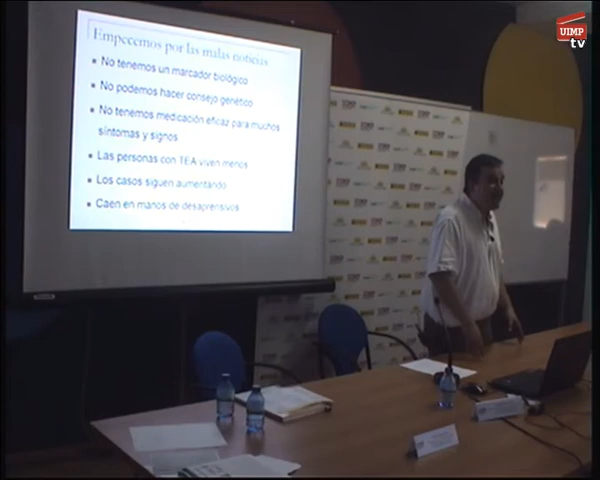 UIMP
tv
Empecemos por las malas noticias
No tenemos un marcador biológico
No podemos hacer consejo genético
No tenemos medicación eficaz para muchos
síntomas y signos
Las personas con TEA viven menos
Los casos siguen aumentando
Caen en manos de desaprensivos